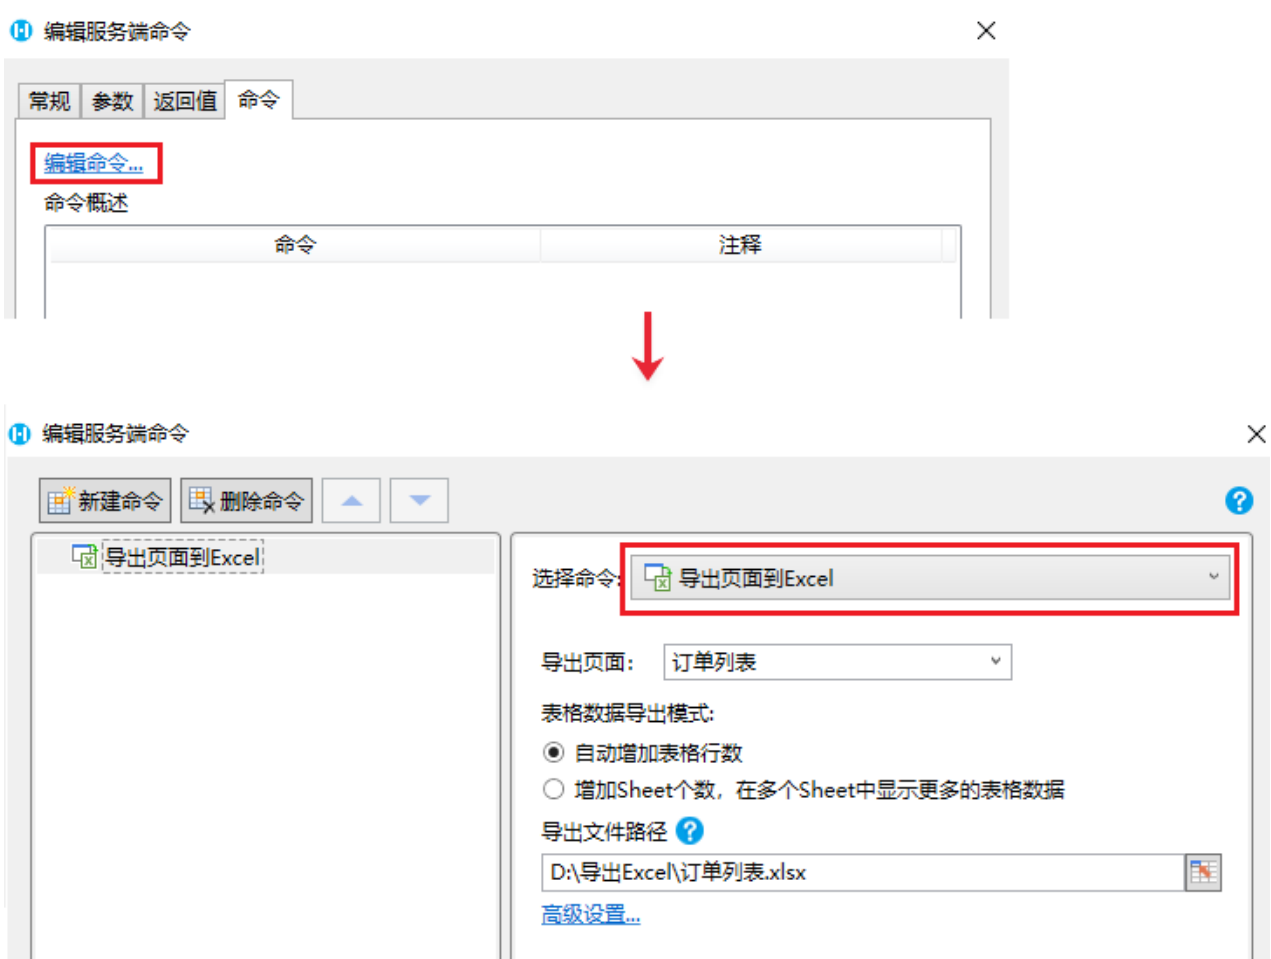 编辑服务端命令
常规 参数 返回值 命令
编辑命令...
命令概述
命令 注释
编辑服务端命令
新建命令 删除命令
导出页面到Excel
选择命令: 导出页面到Excel
导出页面: 订单列表
表格数据导出模式:
自动增加表格行数
增加Sheet个数，在多个Sheet中显示更多的表格数据
导出文件路径
D:\导出Excel\订单列表.xlsx
高级设置...